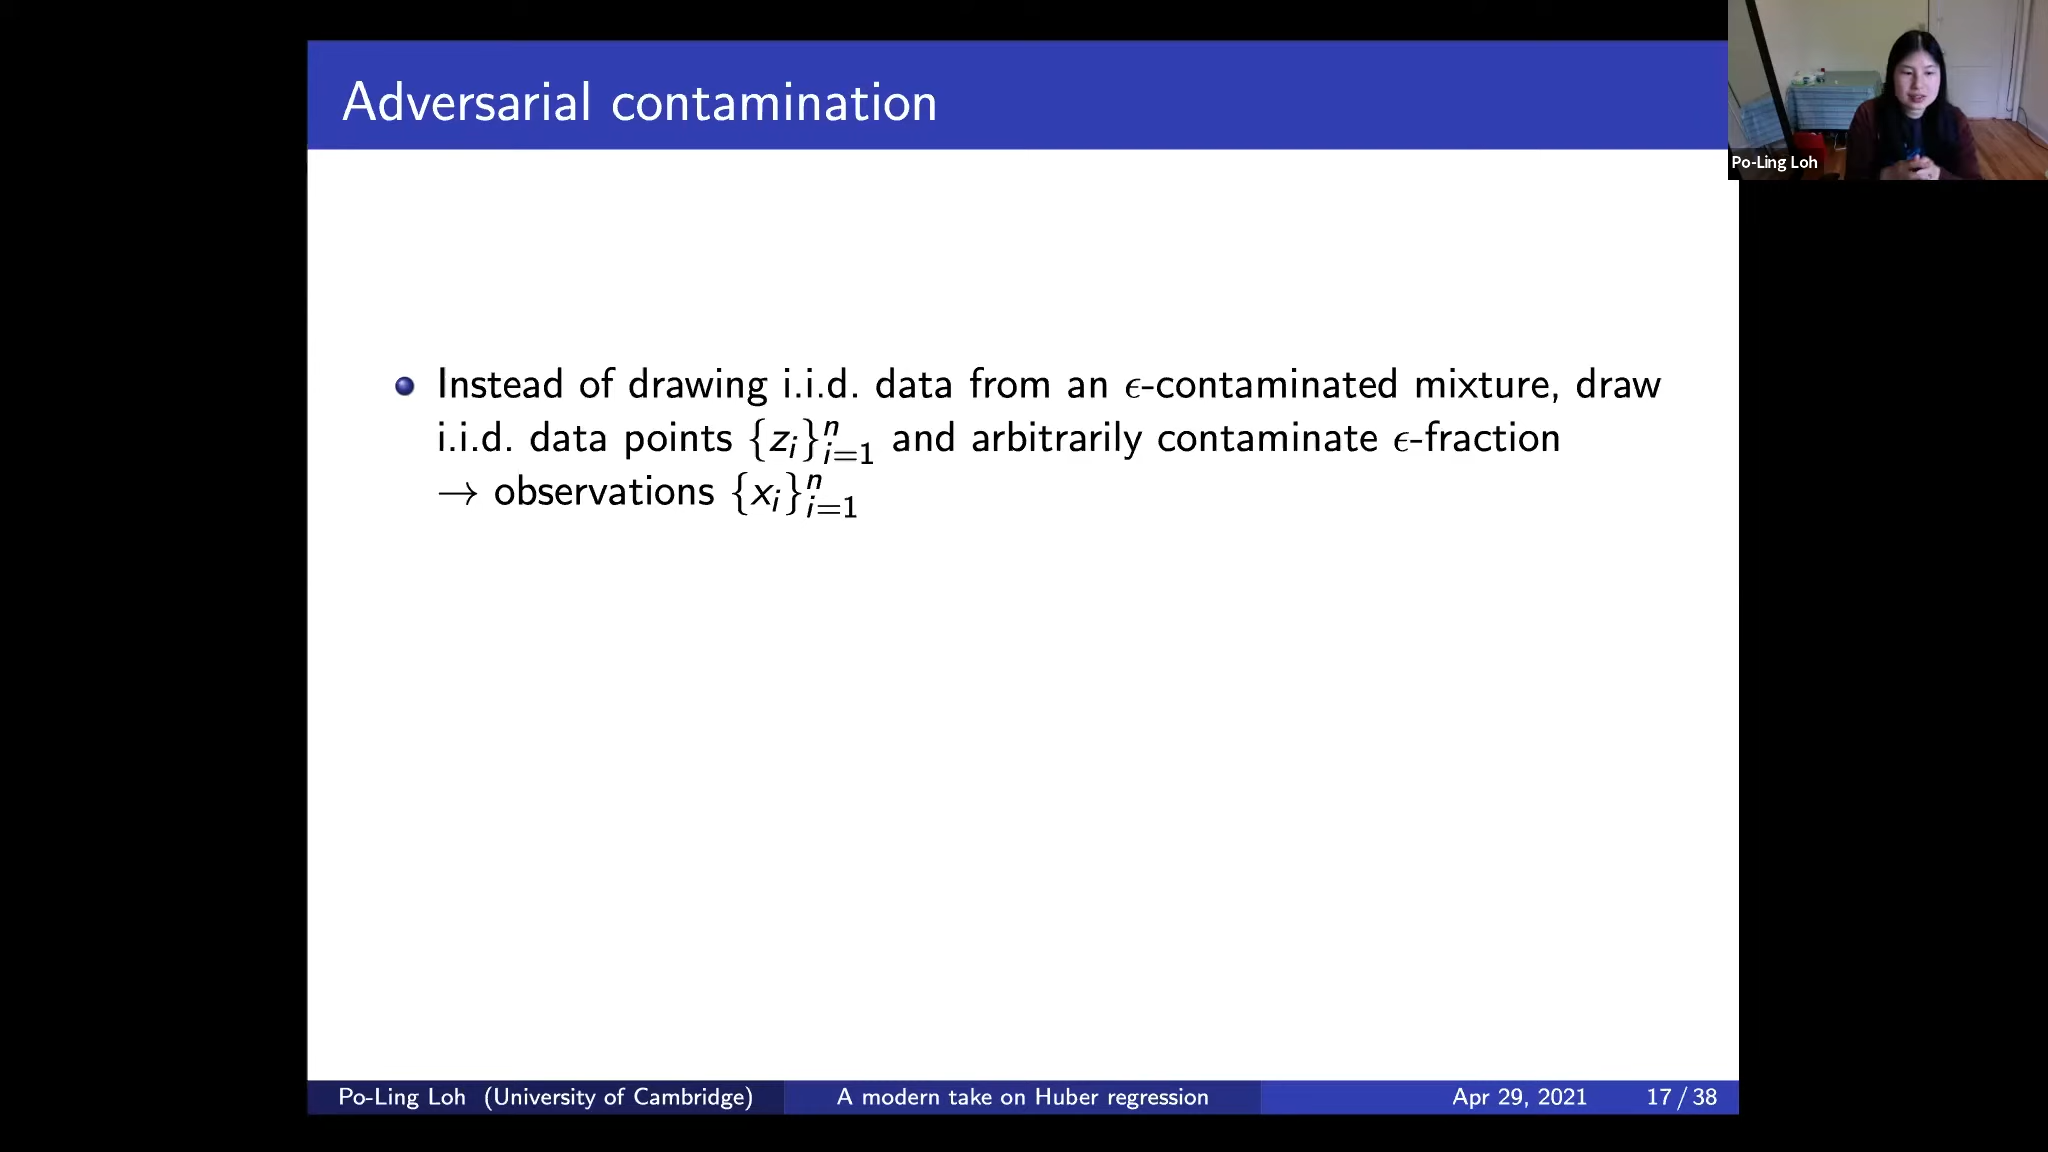 Adversarial contamination
Po-Ling Loh
Instead of drawing i.i.d. data from an ϵ-contaminated mixture, draw
i.i.d. data points {z_i}_{i=1}^n and arbitrarily contaminate ϵ-fraction
→ observations {x_i}_{i=1}^n
Po-Ling Loh (University of Cambridge) A modern take on Huber regression Apr 29, 2021 17 / 38